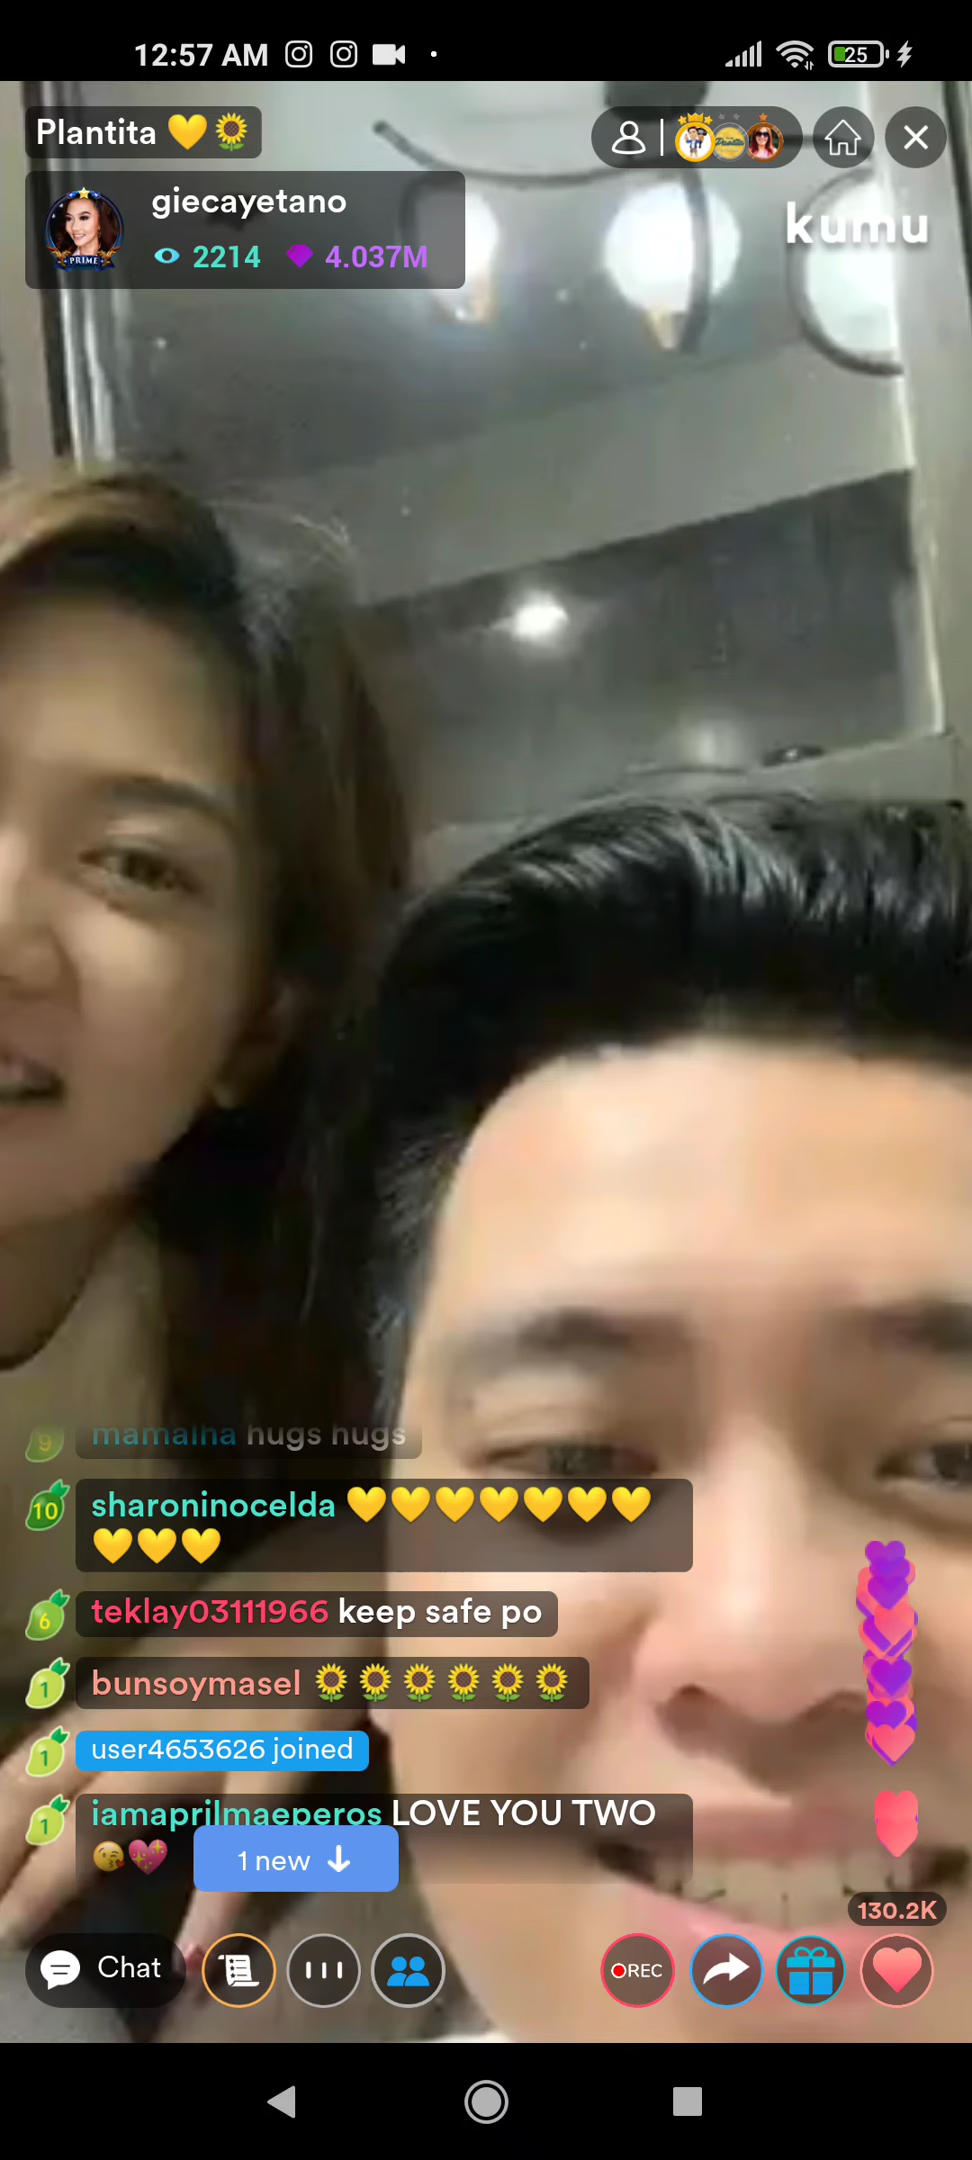 12:57 AM
25
Plantita 💛🌻
giecayetano
2214 4.037M
PRIME
kumu
9 mamalha hugs hugs
10 sharoninocelda 💛💛💛💛💛💛💛
💛💛💛
6 teklay03111966 keep safe po
1 bunsoymasel 🌻🌻🌻🌻🌻🌻
1 user4653626 joined
1 iamaprilmaeperos LOVE YOU TWO
😘💖
1 new ↓
130.2K
Chat
REC